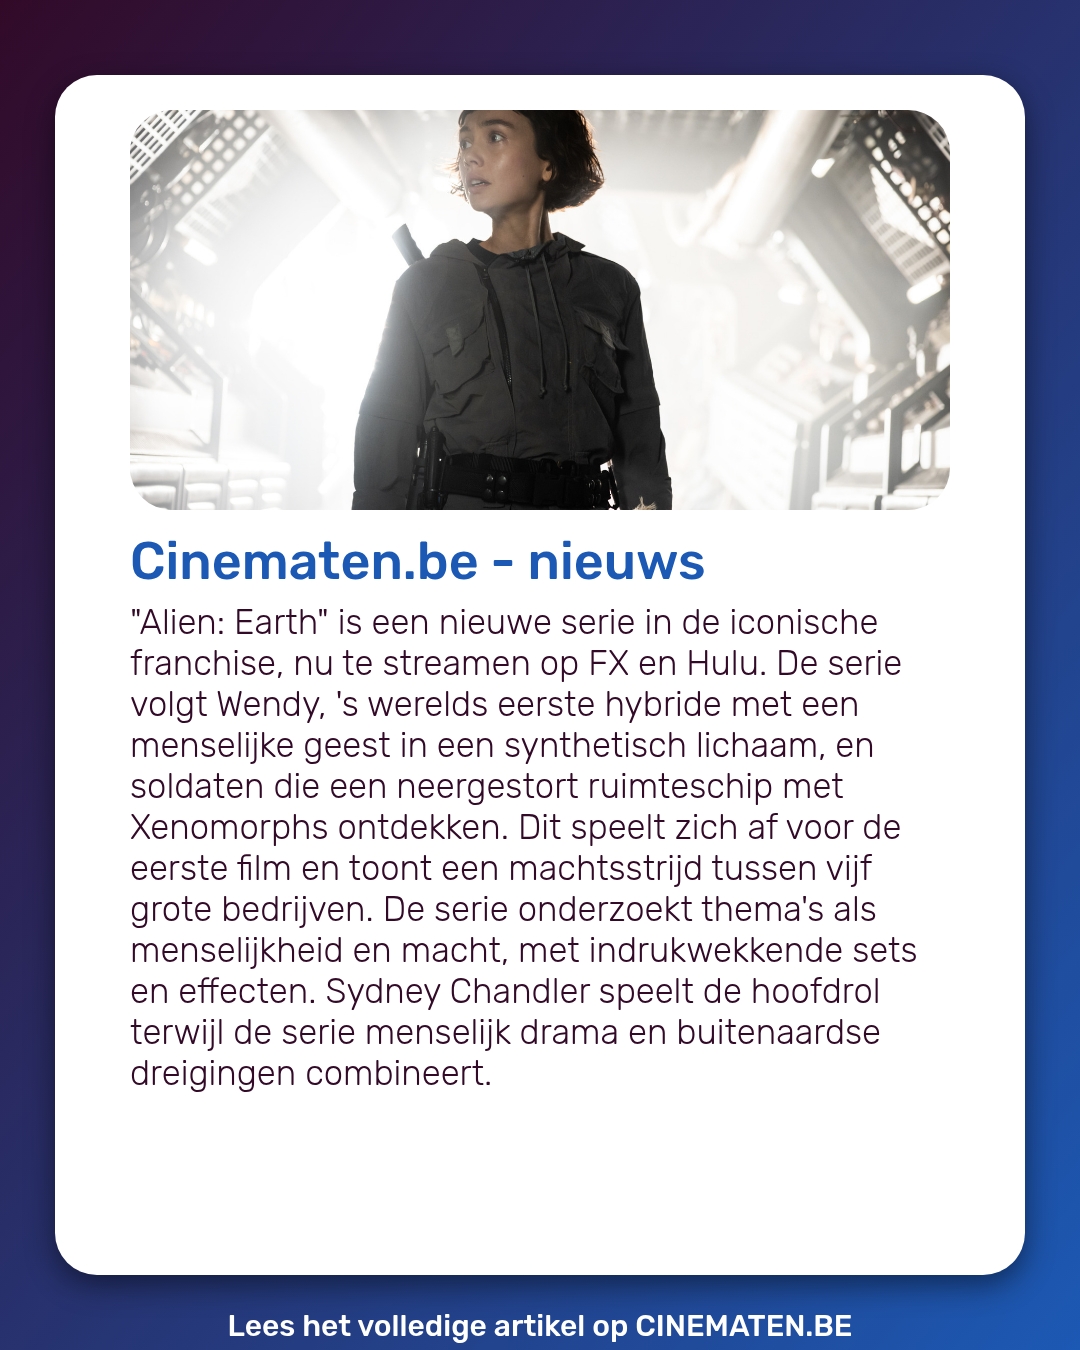 Cinematen.be - nieuws
"Alien: Earth" is een nieuwe serie in de iconische
franchise, nu te streamen op FX en Hulu. De serie
volgt Wendy, 's werelds eerste hybride met een
menselijke geest in een synthetisch lichaam, en
soldaten die een neergestort ruimteschip met
Xenomorphs ontdekken. Dit speelt zich af voor de
eerste film en toont een machtsstrijd tussen vijf
grote bedrijven. De serie onderzoekt thema's als
menselijkheid en macht, met indrukwekkende sets
en effecten. Sydney Chandler speelt de hoofdrol
terwijl de serie menselijk drama en buitenaardse
dreigingen combineert.
Lees het volledige artikel op CINEMATEN.BE